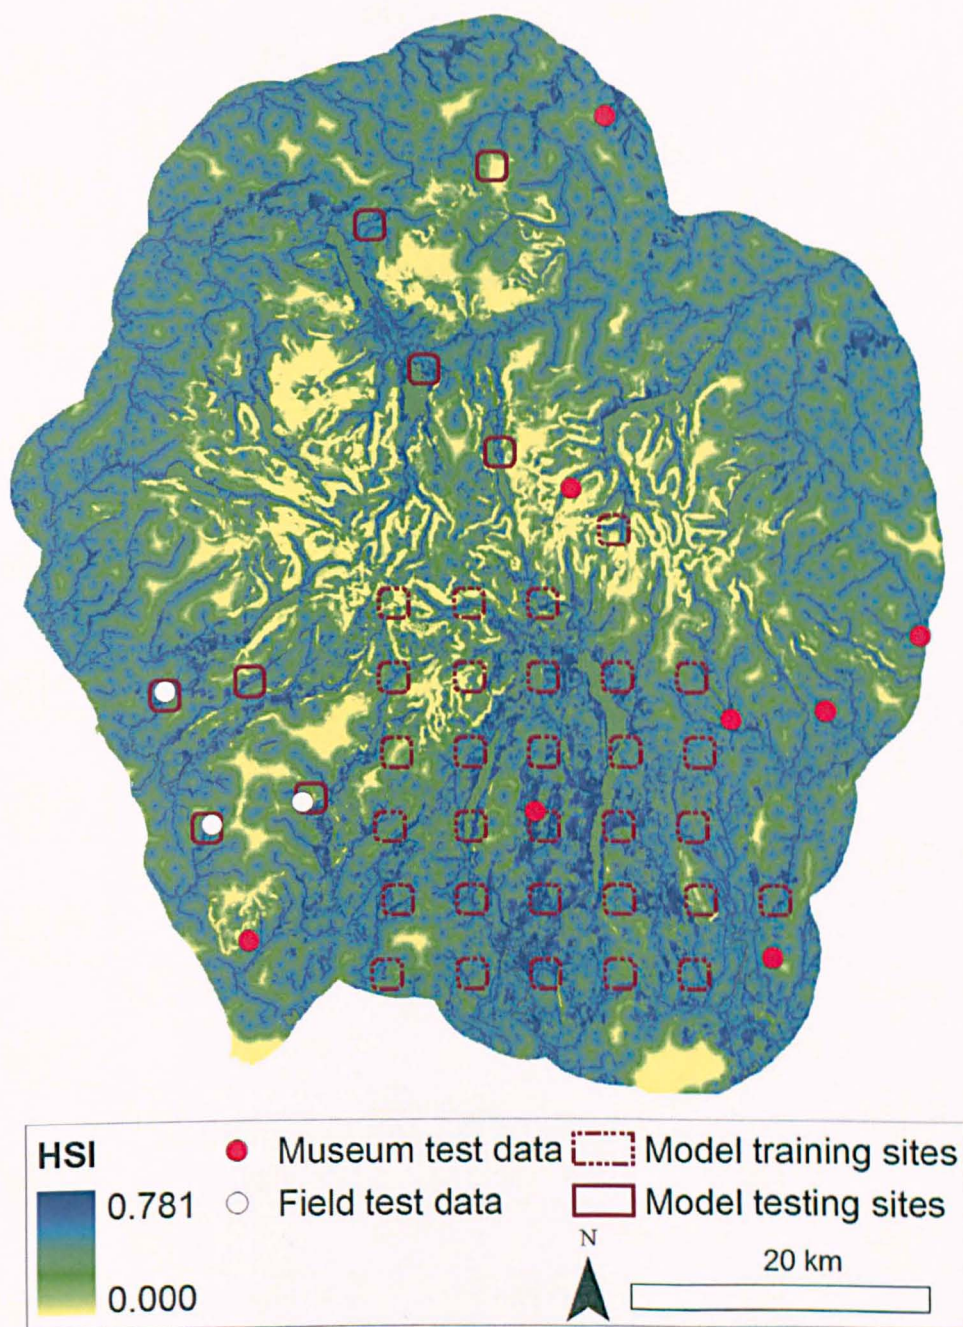 HSI
0.781
0.000
Museum test data
Field test data
Model training sites
Model testing sites
N
20 km